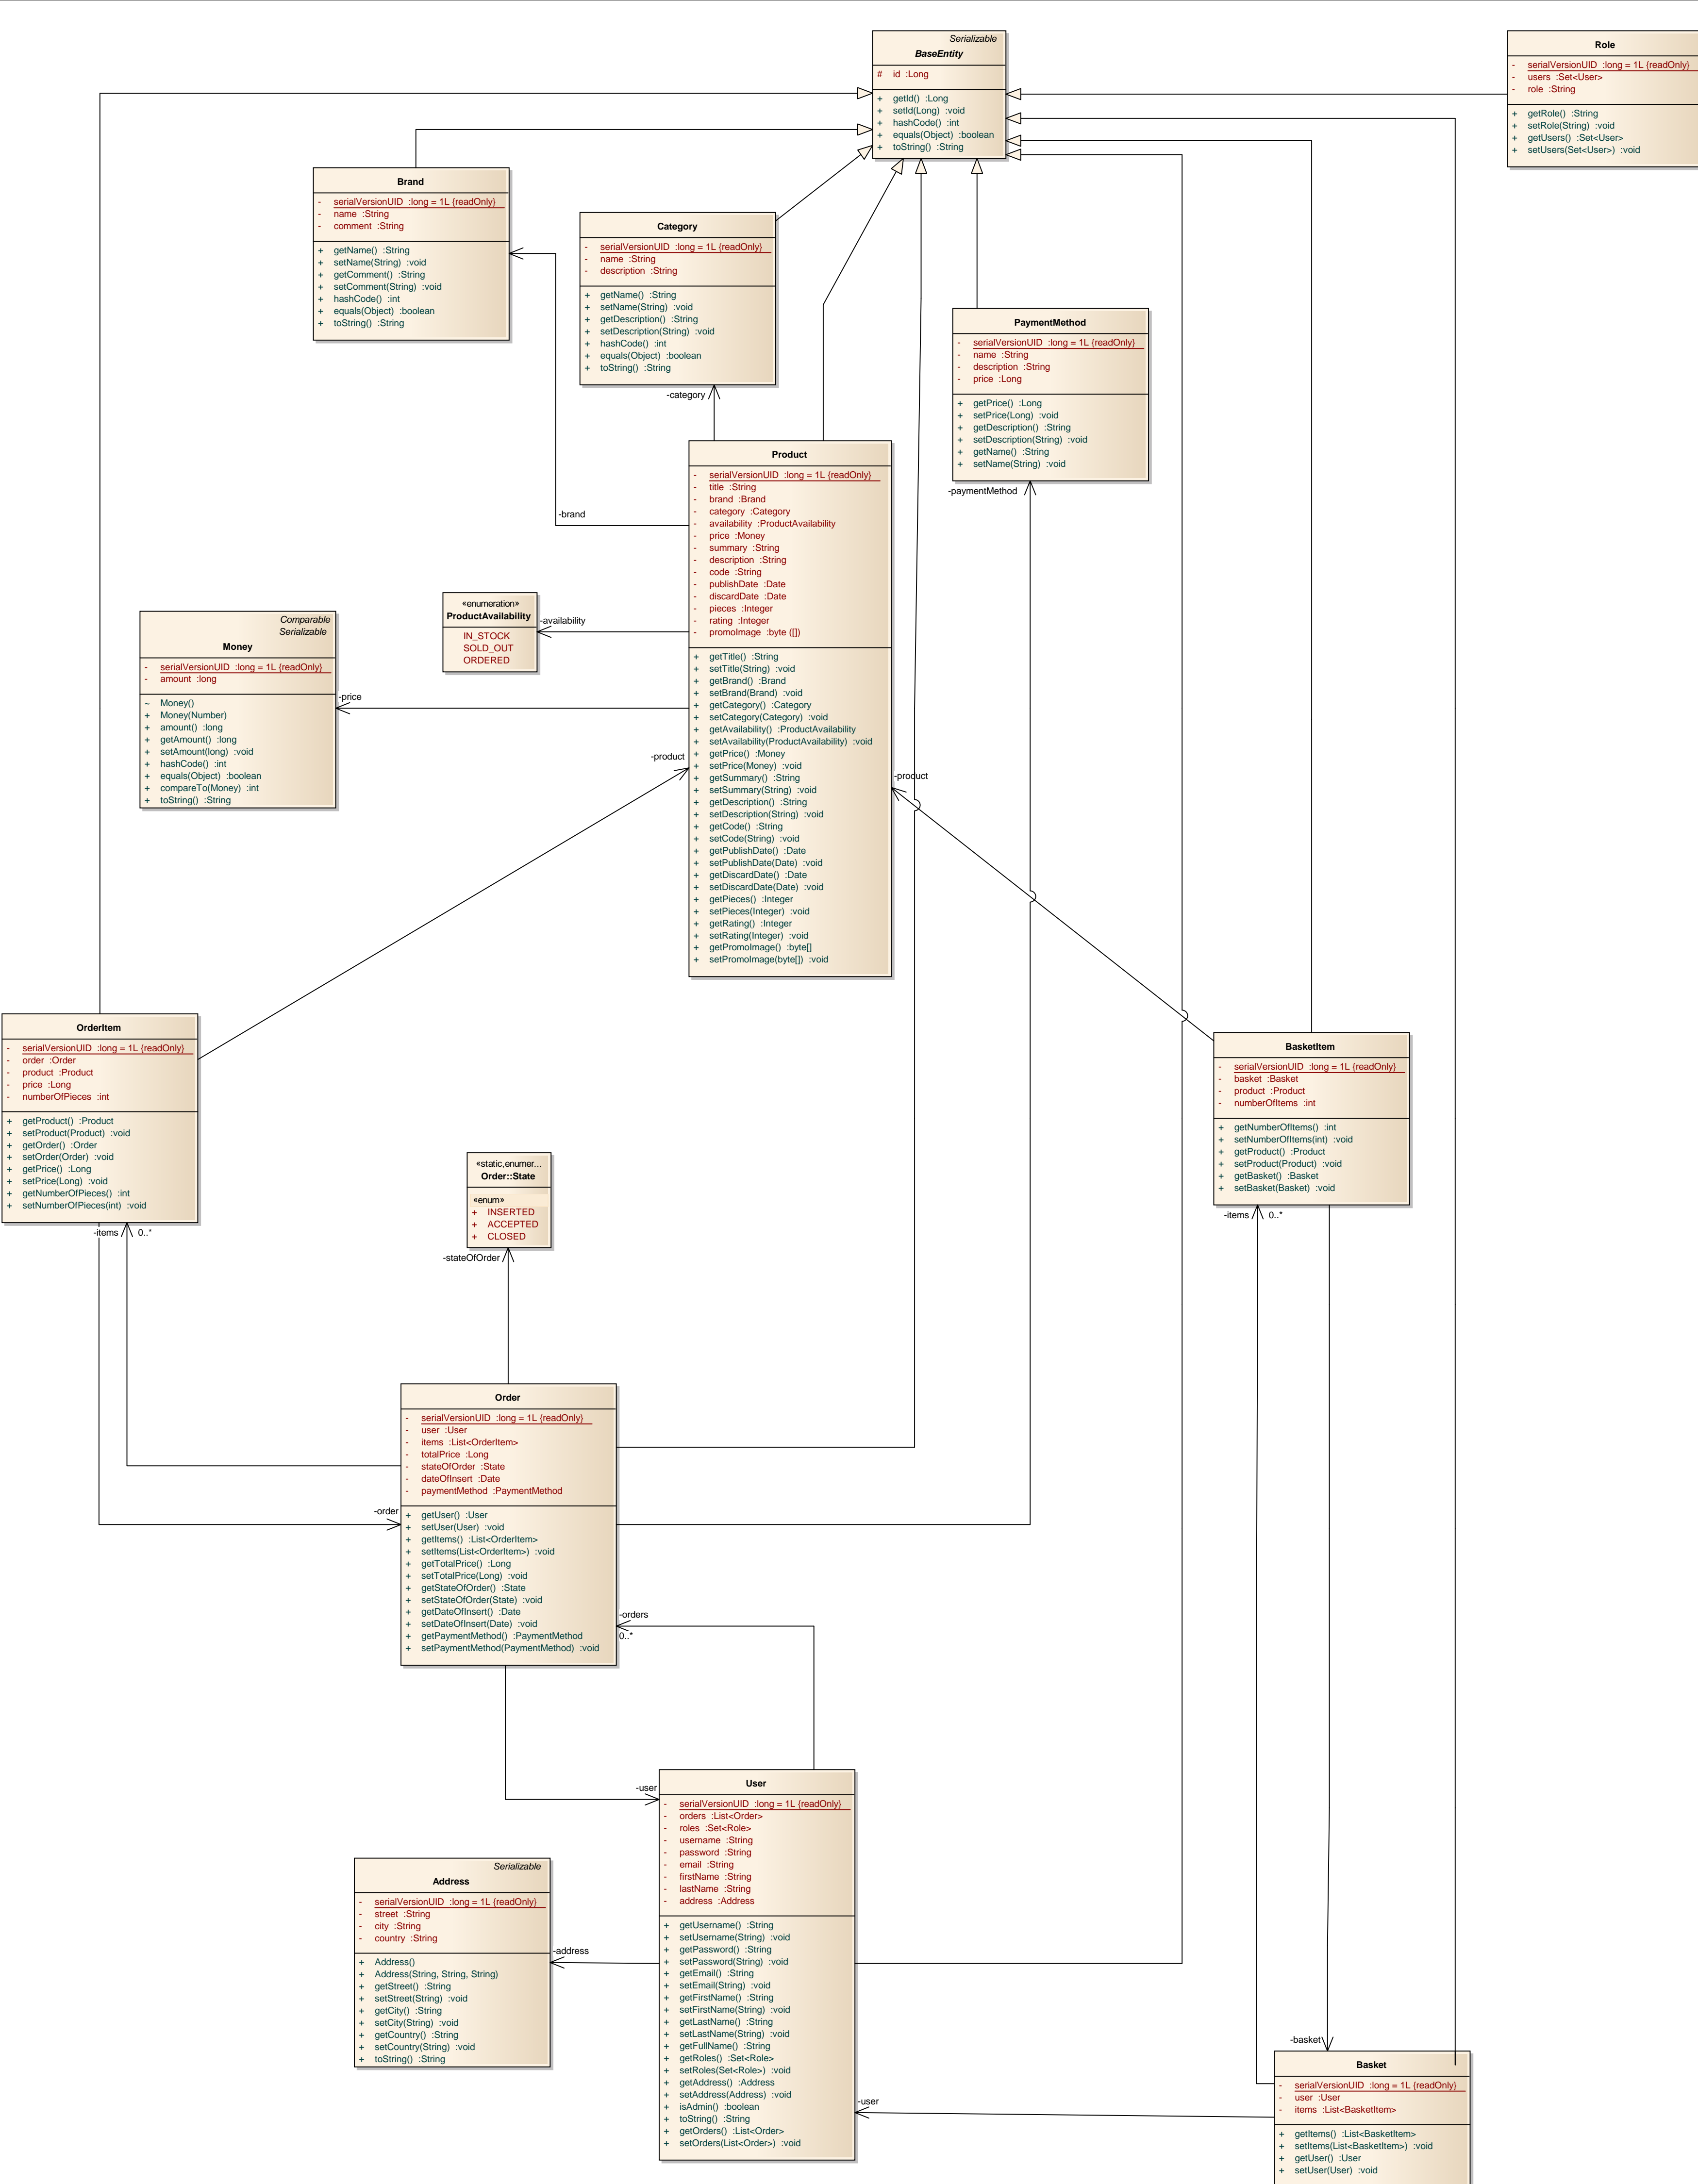 Serializable
BaseEntity
# id :Long
+ getId() :Long
+ setId(Long) :void
+ hashCode() :int
+ equals(Object) :boolean
+ toString() :String
Role
- serialVersionUID :long = 1L {readOnly}
- users :Set<User>
- role :String
+ getRole() :String
+ setRole(String) :void
+ getUsers() :Set<User>
+ setUsers(Set<User>) :void
Brand
- serialVersionUID :long = 1L {readOnly}
- name :String
- comment :String
+ getName() :String
+ setName(String) :void
+ getComment() :String
+ setComment(String) :void
+ hashCode() :int
+ equals(Object) :boolean
+ toString() :String
Category
- serialVersionUID :long = 1L {readOnly}
- name :String
- description :String
+ getName() :String
+ setName(String) :void
+ getDescription() :String
+ setDescription(String) :void
+ hashCode() :int
+ equals(Object) :boolean
+ toString() :String
-category
PaymentMethod
- serialVersionUID :long = 1L {readOnly}
- name :String
- description :String
- price :Long
+ getPrice() :Long
+ setPrice(Long) :void
+ getDescription() :String
+ setDescription(String) :void
+ getName() :String
+ setName(String) :void
-paymentMethod
Product
- serialVersionUID :long = 1L {readOnly}
- title :String
- brand :Brand
- category :Category
- availability :ProductAvailability
- price :Money
- summary :String
- description :String
- code :String
- publishDate :Date
- discardDate :Date
- pieces :Integer
- rating :Integer
- promoImage :byte ([])
+ getTitle() :String
+ setTitle(String) :void
+ getBrand() :Brand
+ setBrand(Brand) :void
+ getCategory() :Category
+ setCategory(Category) :void
+ getAvailability() :ProductAvailability
+ setAvailability(ProductAvailability) :void
+ getPrice() :Money
+ setPrice(Money) :void
+ getSummary() :String
+ setSummary(String) :void
+ getDescription() :String
+ setDescription(String) :void
+ getCode() :String
+ setCode(String) :void
+ getPublishDate() :Date
+ setPublishDate(Date) :void
+ getDiscardDate() :Date
+ setDiscardDate(Date) :void
+ getPieces() :Integer
+ setPieces(Integer) :void
+ getRating() :Integer
+ setRating(Integer) :void
+ getPromoImage() :byte[]
+ setPromoImage(byte[]) :void
-brand
«enumeration»
ProductAvailability
IN_STOCK
SOLD_OUT
ORDERED
-availability
Comparable
Serializable
Money
- serialVersionUID :long = 1L {readOnly}
- amount :long
~ Money()
+ Money(Number)
+ amount() :long
+ getAmount() :long
+ setAmount(long) :void
+ hashCode() :int
+ equals(Object) :boolean
+ compareTo(Money) :int
+ toString() :String
-price
-product
-product
OrderItem
- serialVersionUID :long = 1L {readOnly}
- order :Order
- product :Product
- price :Long
- numberOfPieces :int
+ getProduct() :Product
+ setProduct(Product) :void
+ getOrder() :Order
+ setOrder(Order) :void
+ getPrice() :Long
+ setPrice(Long) :void
+ getNumberOfPieces() :int
+ setNumberOfPieces(int) :void
-items 0..*
BasketItem
- serialVersionUID :long = 1L {readOnly}
- basket :Basket
- product :Product
- numberOfItems :int
+ getNumberOfItems() :int
+ setNumberOfItems(int) :void
+ getProduct() :Product
+ setProduct(Product) :void
+ getBasket() :Basket
+ setBasket(Basket) :void
-items 0..*
«static,enumer...
Order::State
«enum»
+ INSERTED
+ ACCEPTED
+ CLOSED
-stateOfOrder
Order
- serialVersionUID :long = 1L {readOnly}
- user :User
- items :List<OrderItem>
- totalPrice :Long
- stateOfOrder :State
- dateOfInsert :Date
- paymentMethod :PaymentMethod
+ getUser() :User
+ setUser(User) :void
+ getItems() :List<OrderItem>
+ setItems(List<OrderItem>) :void
+ getTotalPrice() :Long
+ setTotalPrice(Long) :void
+ getStateOfOrder() :State
+ setStateOfOrder(State) :void
+ getDateOfInsert() :Date
+ setDateOfInsert(Date) :void
+ getPaymentMethod() :PaymentMethod
+ setPaymentMethod(PaymentMethod) :void
-order
-orders
0..*
-user
User
- serialVersionUID :long = 1L {readOnly}
- orders :List<Order>
- roles :Set<Role>
- username :String
- password :String
- email :String
- firstName :String
- lastName :String
- address :Address
+ getUsername() :String
+ setUsername(String) :void
+ getPassword() :String
+ setPassword(String) :void
+ getEmail() :String
+ setEmail(String) :void
+ getFirstName() :String
+ setFirstName(String) :void
+ getLastName() :String
+ setLastName(String) :void
+ getFullName() :String
+ getRoles() :Set<Role>
+ setRoles(Set<Role>) :void
+ getAddress() :Address
+ setAddress(Address) :void
+ isAdmin() :boolean
+ toString() :String
+ getOrders() :List<Order>
+ setOrders(List<Order>) :void
Serializable
Address
- serialVersionUID :long = 1L {readOnly}
- street :String
- city :String
- country :String
+ Address()
+ Address(String, String, String)
+ getStreet() :String
+ setStreet(String) :void
+ getCity() :String
+ setCity(String) :void
+ getCountry() :String
+ setCountry(String) :void
+ toString() :String
-address
-basket
Basket
- serialVersionUID :long = 1L {readOnly}
- user :User
- items :List<BasketItem>
+ getItems() :List<BasketItem>
+ setItems(List<BasketItem>) :void
+ getUser() :User
+ setUser(User) :void
-user